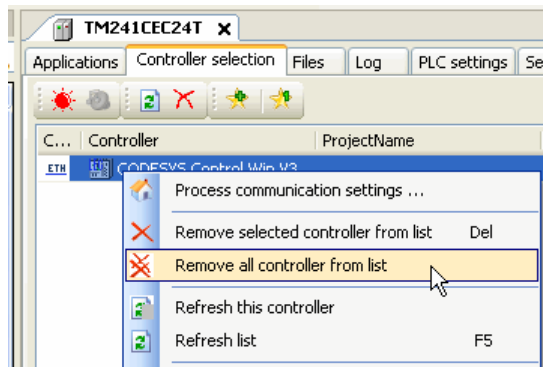 TM241CEC24T
Applications Controller selection Files Log PLC settings Se
C... Controller ProjectName
ETH CODESYS Control Win V3
Process communication settings ...
Remove selected controller from list Del
Remove all controller from list
Refresh this controller
Refresh list F5